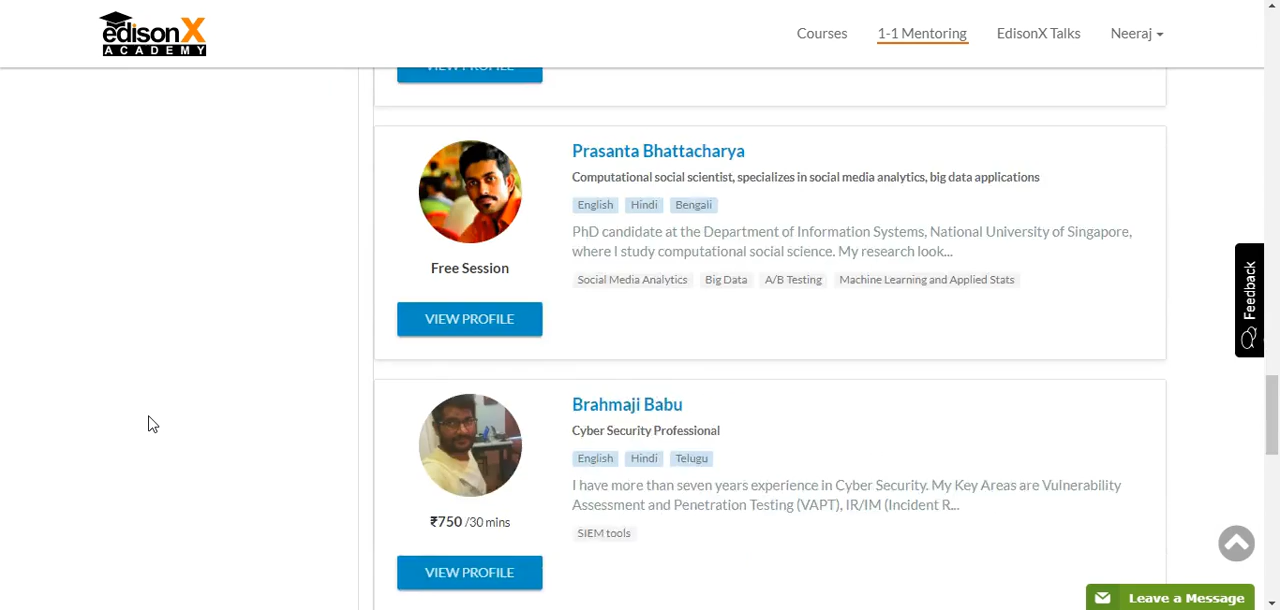 edisonX
ACADEMY
Courses
1-1 Mentoring
EdisonX Talks
Neeraj
VIEW PROFILE
Prasanta Bhattacharya
Computational social scientist, specializes in social media analytics, big data applications
English Hindi Bengali
PhD candidate at the Department of Information Systems, National University of Singapore,
where I study computational social science. My research look...
Free Session
Social Media Analytics Big Data A/B Testing Machine Learning and Applied Stats
VIEW PROFILE
Brahmaji Babu
Cyber Security Professional
English Hindi Telugu
I have more than seven years experience in Cyber Security. My Key Areas are Vulnerability
Assessment and Penetration Testing (VAPT), IR/IM (Incident R...
₹750 /30 mins
SIEM tools
VIEW PROFILE
Feedback
Leave a Message